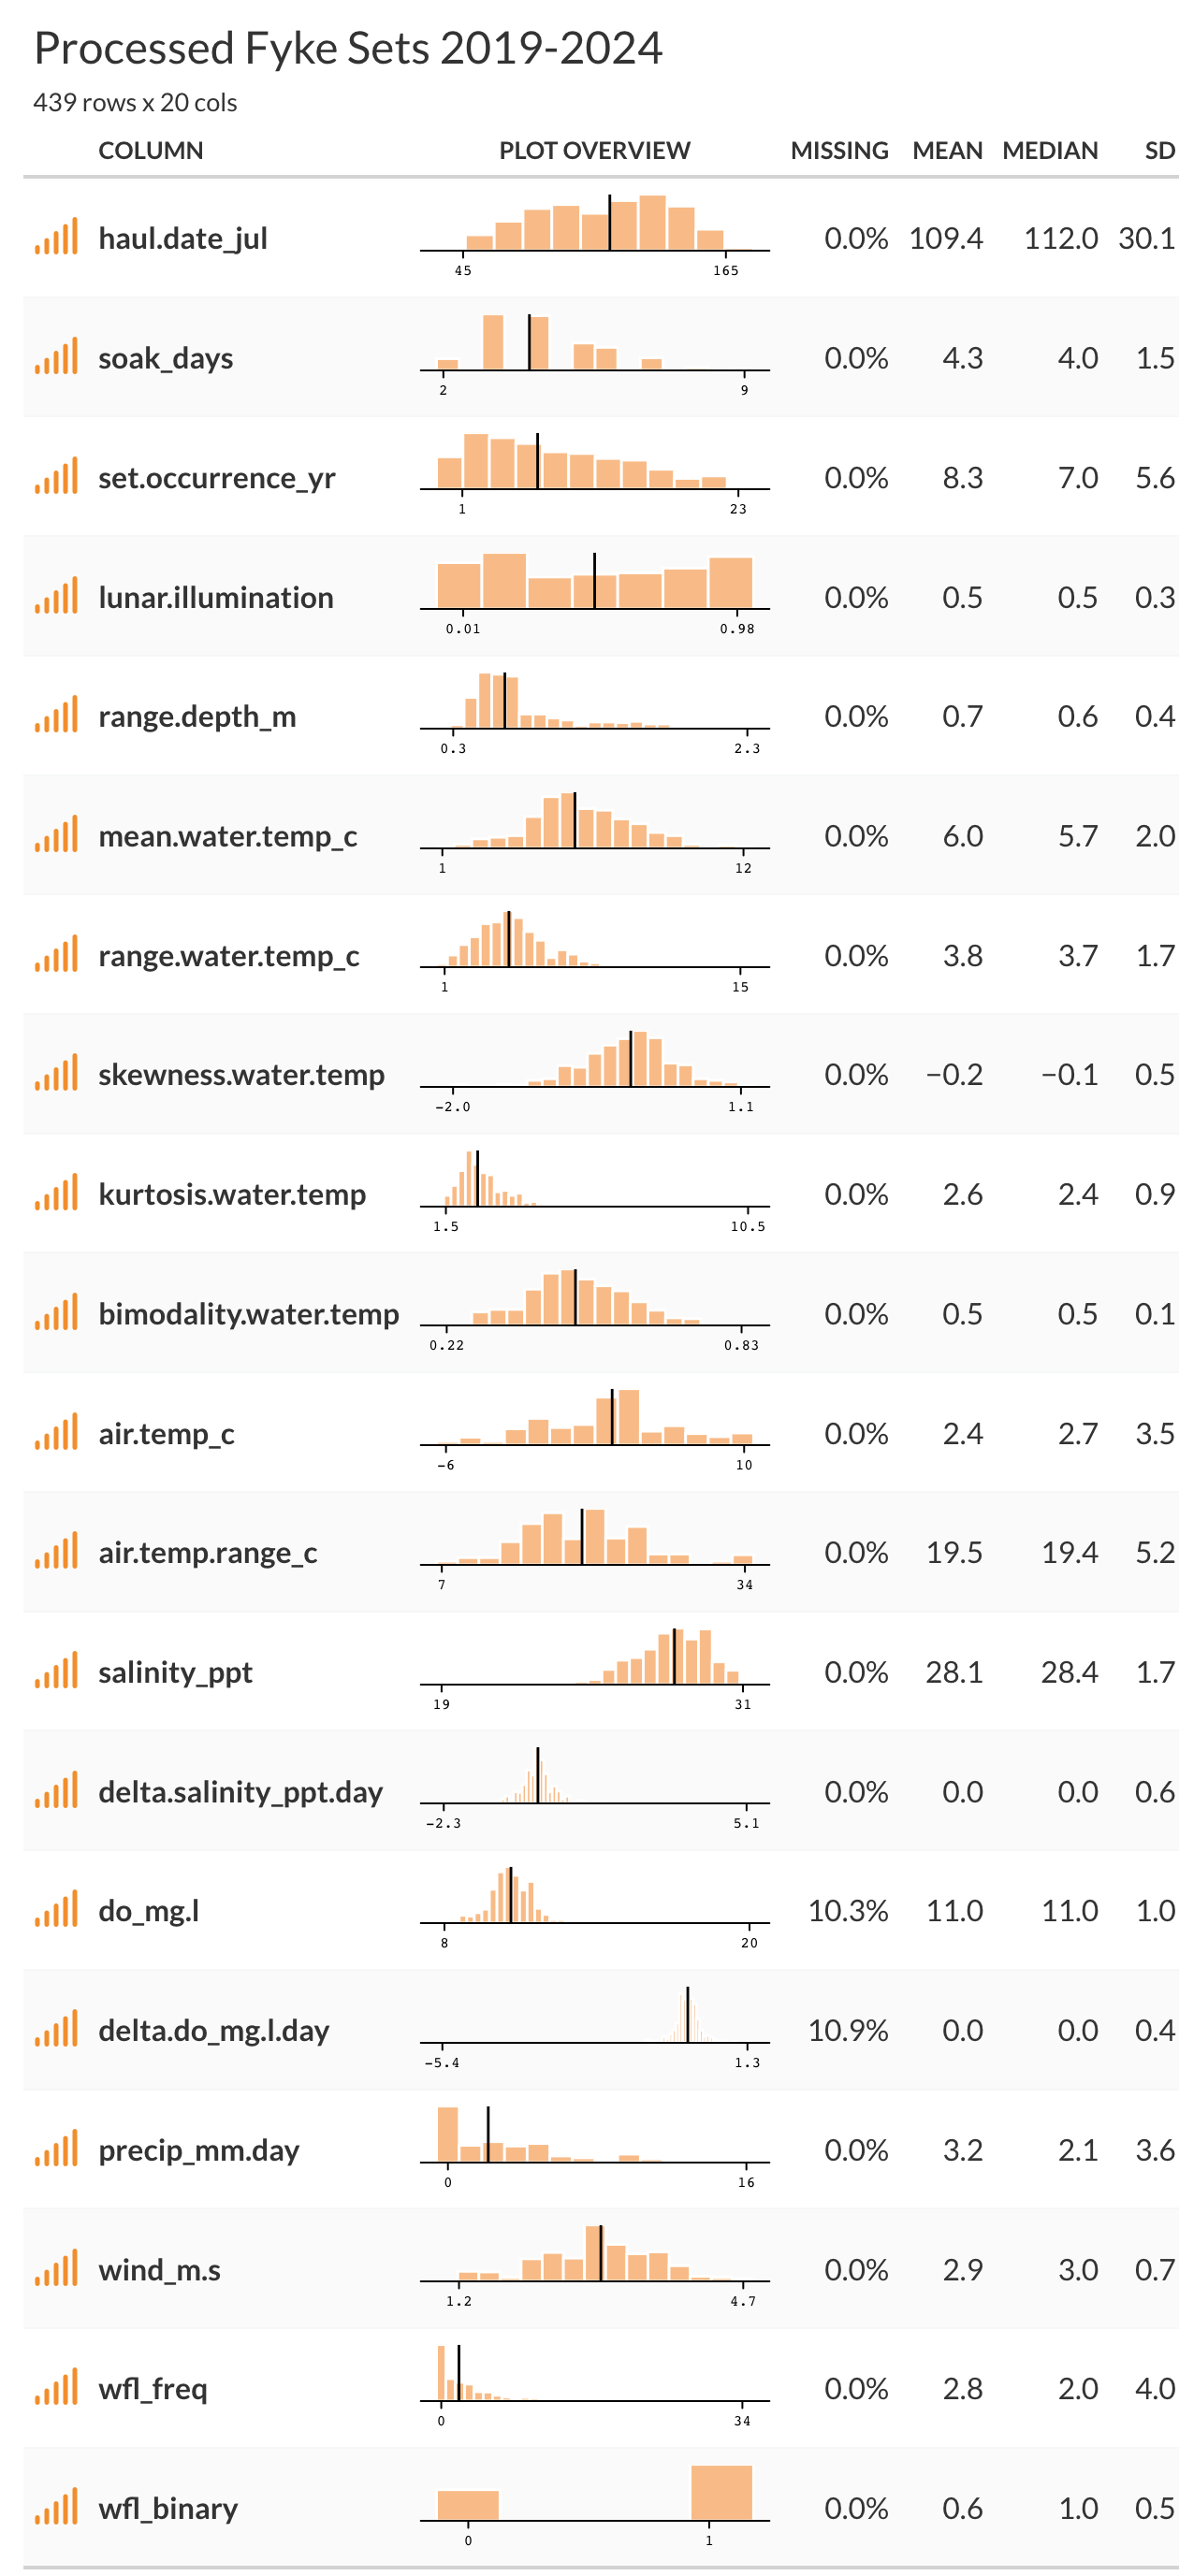 Processed Fyke Sets 2019-2024
439 rows x 20 cols
COLUMN PLOT OVERVIEW MISSING MEAN MEDIAN SD
haul.date_jul 0.0% 109.4 112.0 30.1
45 165
soak_days 0.0% 4.3 4.0 1.5
2 9
set.occurrence_yr 0.0% 8.3 7.0 5.6
1 23
lunar.illumination 0.0% 0.5 0.5 0.3
0.01 0.98
range.depth_m 0.0% 0.7 0.6 0.4
0.3 2.3
mean.water.temp_c 0.0% 6.0 5.7 2.0
1 12
range.water.temp_c 0.0% 3.8 3.7 1.7
1 15
skewness.water.temp 0.0% −0.2 −0.1 0.5
−2.0 1.1
kurtosis.water.temp 0.0% 2.6 2.4 0.9
1.5 10.5
bimodality.water.temp 0.0% 0.5 0.5 0.1
0.22 0.83
air.temp_c 0.0% 2.4 2.7 3.5
−6 10
air.temp.range_c 0.0% 19.5 19.4 5.2
7 34
salinity_ppt 0.0% 28.1 28.4 1.7
19 31
delta.salinity_ppt.day 0.0% 0.0 0.0 0.6
−2.3 5.1
do_mg.l 10.3% 11.0 11.0 1.0
8 20
delta.do_mg.l.day 10.9% 0.0 0.0 0.4
−5.4 1.3
precip_mm.day 0.0% 3.2 2.1 3.6
0 16
wind_m.s 0.0% 2.9 3.0 0.7
1.2 4.7
wfl_freq 0.0% 2.8 2.0 4.0
0 34
wfl_binary 0.0% 0.6 1.0 0.5
0 1